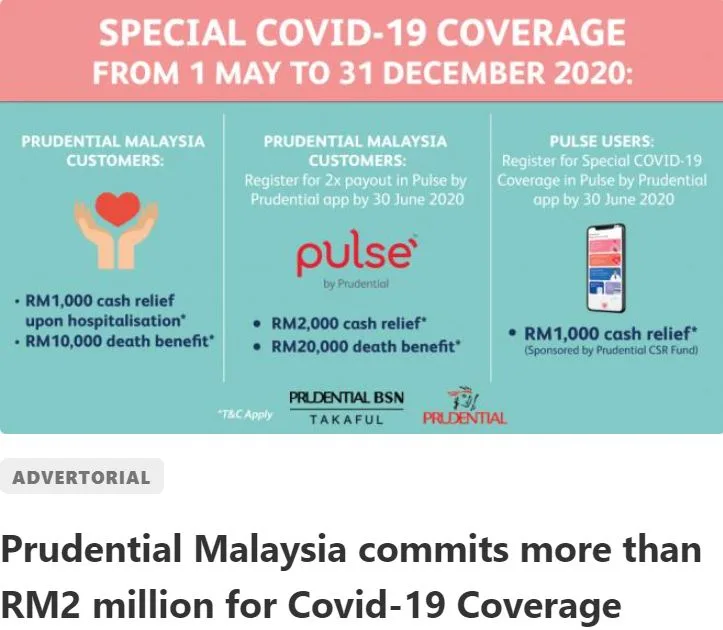 SPECIAL COVID-19 COVERAGE
FROM 1 MAY TO 31 DECEMBER 2020:
PRUDENTIAL MALAYSIA
CUSTOMERS:
• RM1,000 cash relief
upon hospitalisation*
• RM10,000 death benefit*
PRUDENTIAL MALAYSIA
CUSTOMERS:
Register for 2x payout in Pulse by
Prudential app by 30 June 2020
pulse
by Prudential
• RM2,000 cash relief*
• RM20,000 death benefit*
PULSE USERS:
Register for Special COVID-19
Coverage in Pulse by Prudential
app by 30 June 2020
• RM1,000 cash relief*
(Sponsored by Prudential CSR Fund)
*T&C Apply
PRUDENTIAL BSN
TAKAFUL
PRUDENTIAL
ADVERTORIAL
Prudential Malaysia commits more than
RM2 million for Covid-19 Coverage